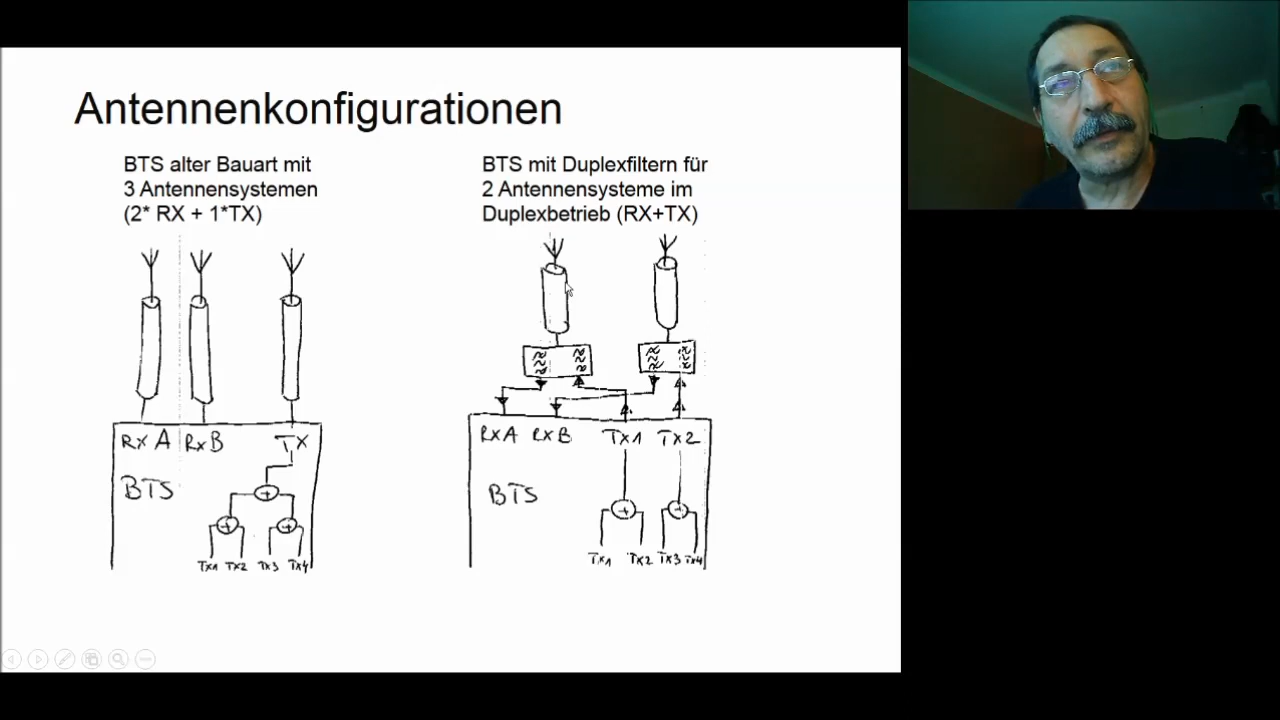 Antennenkonfigurationen
BTS alter Bauart mit
3 Antennensystemen
(2* RX + 1*TX)
RX A RXB TX
BTS
TX1 TX2 TX3 TX4
BTS mit Duplexfiltern für
2 Antennensysteme im
Duplexbetrieb (RX+TX)
RXA RXB TX1 TX2
BTS
TX1 TX2 TX3 TX4